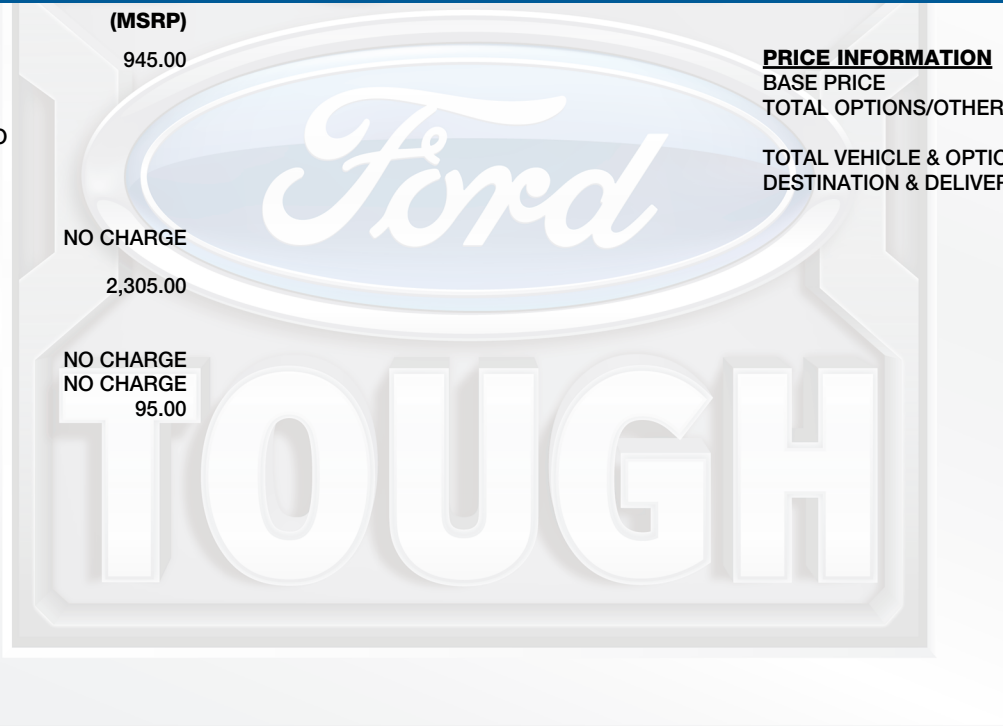 (MSRP)
945.00
NO CHARGE
2,305.00
NO CHARGE
NO CHARGE
95.00
PRICE INFORMATION
BASE PRICE
TOTAL OPTIONS/OTHER
TOTAL VEHICLE & OPTIO
DESTINATION & DELIVER
Ford
TOUGH